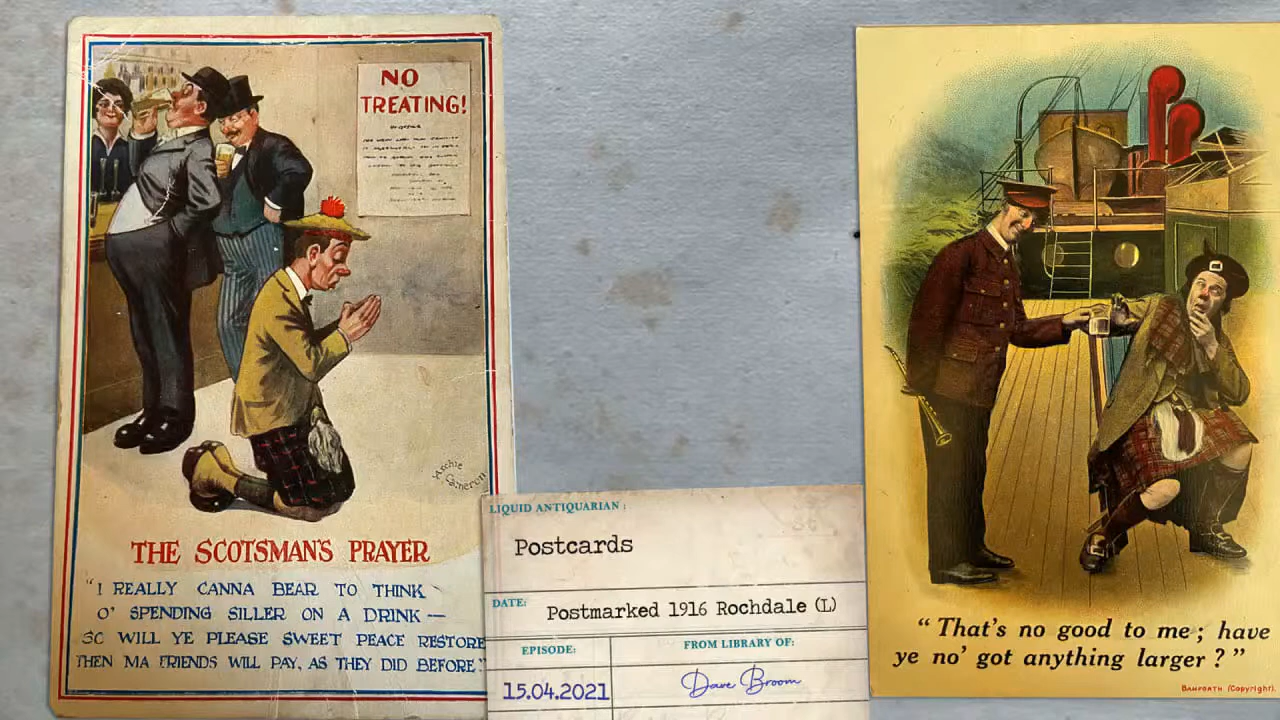 NO
TREATING!
Archie
Cameron
THE SCOTSMAN'S PRAYER
"I REALLY CANNA BEAR TO THINK
O' SPENDING SILLER ON A DRINK —
SO WILL YE PLEASE SWEET PEACE RESTORE
THEN MA FRIENDS WILL PAY, AS THEY DID BEFORE"
LIQUID ANTIQUARIAN:
Postcards
DATE: Postmarked 1916 Rochdale (L)
EPISODE:
15.04.2021
FROM LIBRARY OF:
Dave Broom
"That's no good to me; have
ye no' got anything larger?"
BAMFORTH (Copyright).